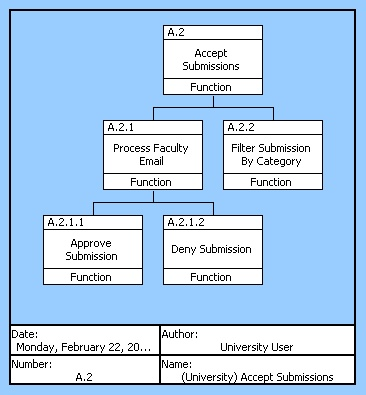 A.2
Accept
Submissions
Function
A.2.1
Process Faculty
Email
Function
A.2.2
Filter Submission
By Category
Function
A.2.1.1
Approve
Submission
Function
A.2.1.2
Deny Submission
Function
Date:
Monday, February 22, 20...
Author:
University User
Number:
A.2
Name:
(University) Accept Submissions